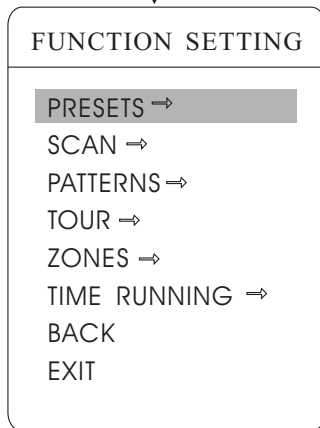 FUNCTION SETTING
PRESETS ⇒
SCAN ⇒
PATTERNS ⇒
TOUR ⇒
ZONES ⇒
TIME RUNNING ⇒
BACK
EXIT